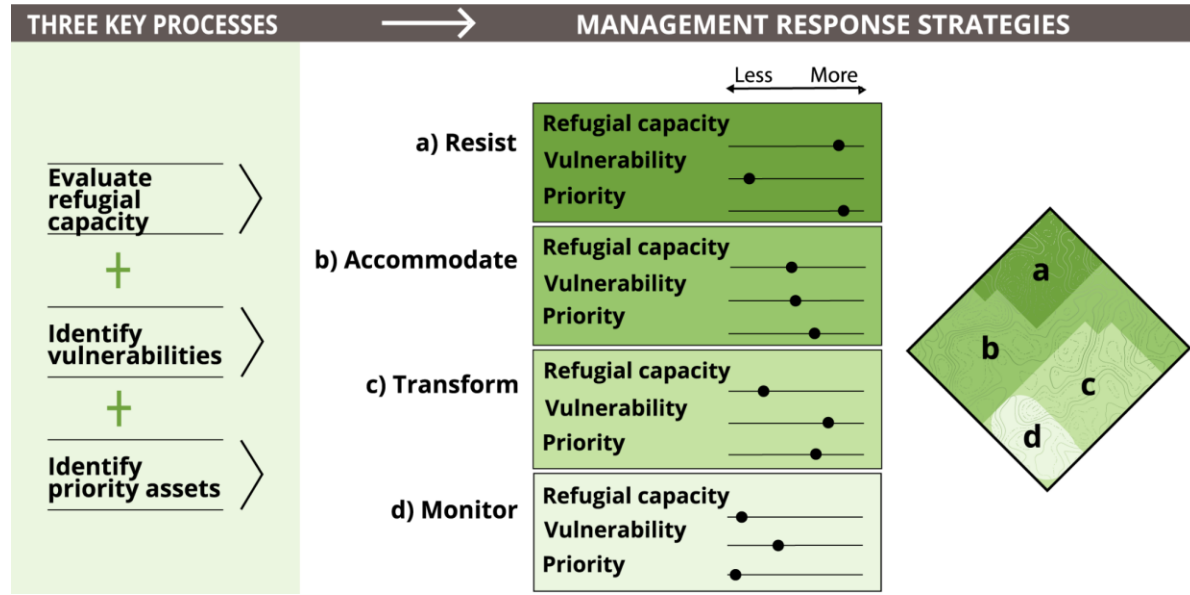 THREE KEY PROCESSES
MANAGEMENT RESPONSE STRATEGIES
Evaluate
refugial
capacity
+
Identify
vulnerabilities
+
Identify
priority assets
Less More
a) Resist
Refugial capacity
Vulnerability
Priority
b) Accommodate
Refugial capacity
Vulnerability
Priority
c) Transform
Refugial capacity
Vulnerability
Priority
d) Monitor
Refugial capacity
Vulnerability
Priority
a
b
c
d